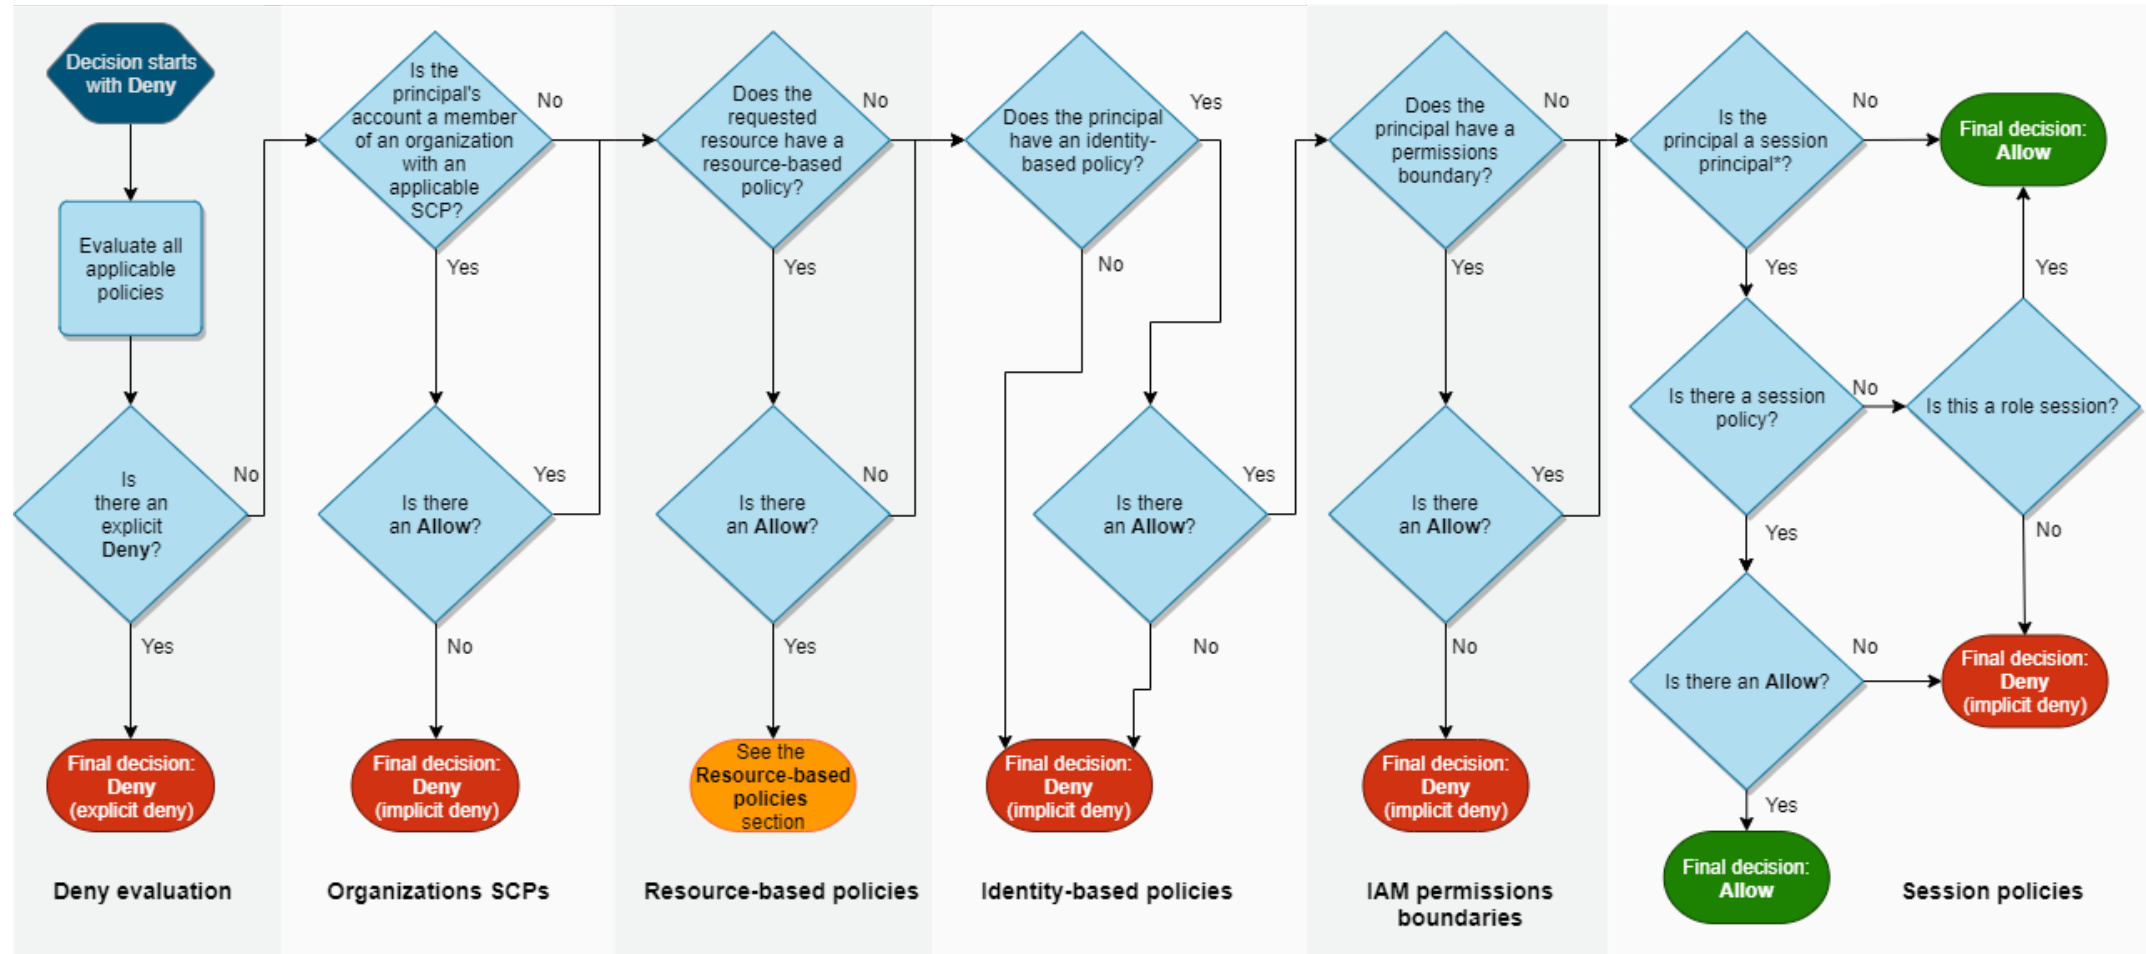 Decision starts
with Deny
Evaluate all
applicable
policies
Is
there an
explicit
Deny?
No
Yes
Final decision:
Deny
(explicit deny)
Deny evaluation
Is the
principal's
account a member
of an organization
with an
applicable
SCP?
No
Yes
Is there
an Allow?
Yes
No
Final decision:
Deny
(implicit deny)
Organizations SCPs
Does the
requested
resource have a
resource-based
policy?
No
Yes
Is there
an Allow?
No
Yes
See the
Resource-based
policies
section
Resource-based policies
Does the principal
have an identity-
based policy?
Yes
No
Is there
an Allow?
Yes
No
Final decision:
Deny
(implicit deny)
Identity-based policies
Does the
principal have a
permissions
boundary?
No
Yes
Is there
an Allow?
Yes
No
Final decision:
Deny
(implicit deny)
IAM permissions
boundaries
Is the
principal a session
principal*?
No
Final decision:
Allow
Yes
Yes
Is there a session
policy?
No
Is this a role session?
Yes
No
Is there an Allow?
No
Final decision:
Deny
(implicit deny)
Yes
Final decision:
Allow
Session policies